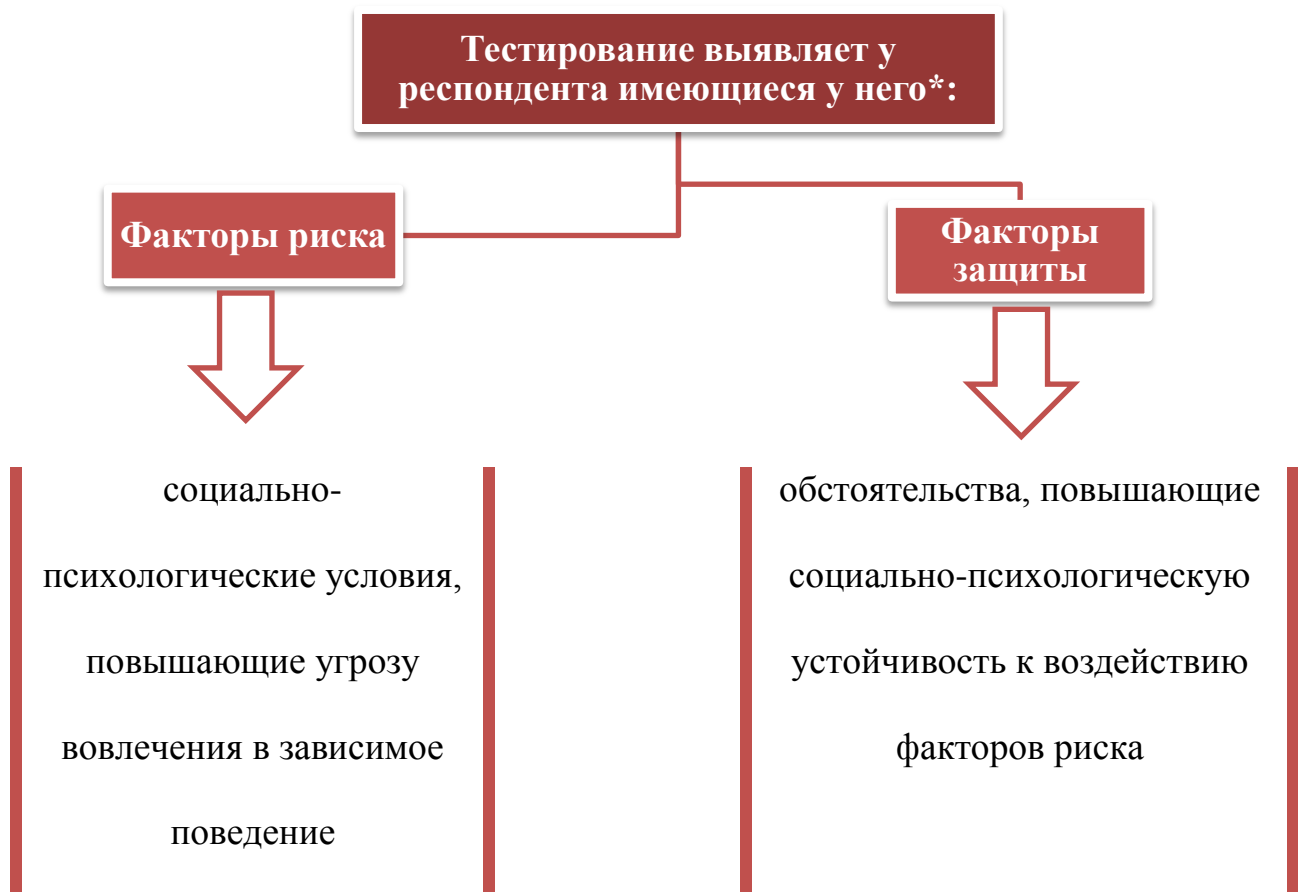 Тестирование выявляет у
респондента имеющиеся у него*:
Факторы риска
Факторы
защиты
социально-
психологические условия,
повышающие угрозу
вовлечения в зависимое
поведение
обстоятельства, повышающие
социально-психологическую
устойчивость к воздействию
факторов риска